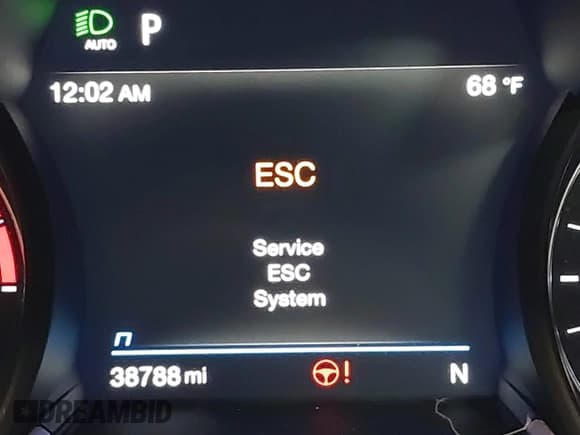 AUTO P
12:02 AM 68 °F
ESC
Service
ESC
System
n
38788 mi ! N
DREAMBID